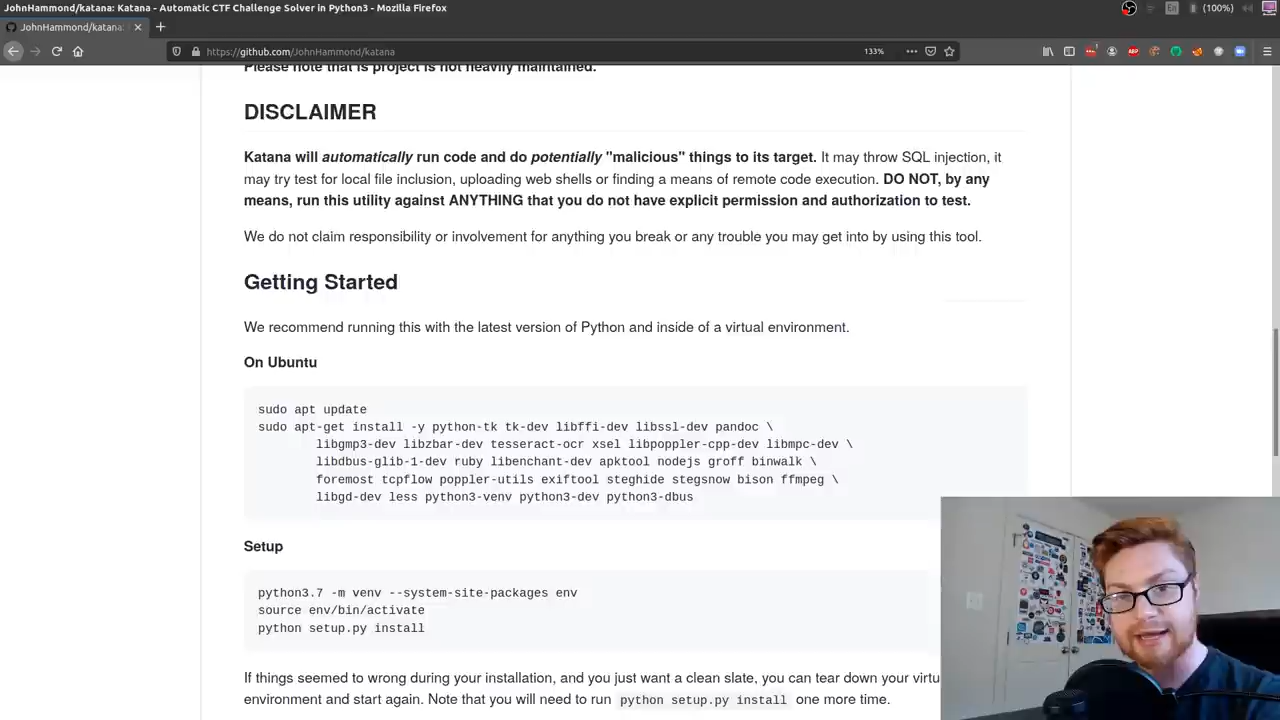 JohnHammond/katana: Katana - Automatic CTF Challenge Solver in Python3 - Mozilla Firefox
En (100%)
JohnHammond/katana:
https://github.com/JohnHammond/katana 133%
Please note that is project is not heavily maintained.
DISCLAIMER
Katana will automatically run code and do potentially "malicious" things to its target. It may throw SQL injection, it
may try test for local file inclusion, uploading web shells or finding a means of remote code execution. DO NOT, by any
means, run this utility against ANYTHING that you do not have explicit permission and authorization to test.
We do not claim responsibility or involvement for anything you break or any trouble you may get into by using this tool.
Getting Started
We recommend running this with the latest version of Python and inside of a virtual environment.
On Ubuntu
sudo apt update
sudo apt-get install -y python-tk tk-dev libffi-dev libssl-dev pandoc \
libgmp3-dev libzbar-dev tesseract-ocr xsel libpoppler-cpp-dev libmpc-dev \
libdbus-glib-1-dev ruby libenchant-dev apktool nodejs groff binwalk \
foremost tcpflow poppler-utils exiftool steghide stegsnow bison ffmpeg \
libgd-dev less python3-venv python3-dev python3-dbus
Setup
python3.7 -m venv --system-site-packages env
source env/bin/activate
python setup.py install
If things seemed to wrong during your installation, and you just want a clean slate, you can tear down your virtu
environment and start again. Note that you will need to run python setup.py install one more time.